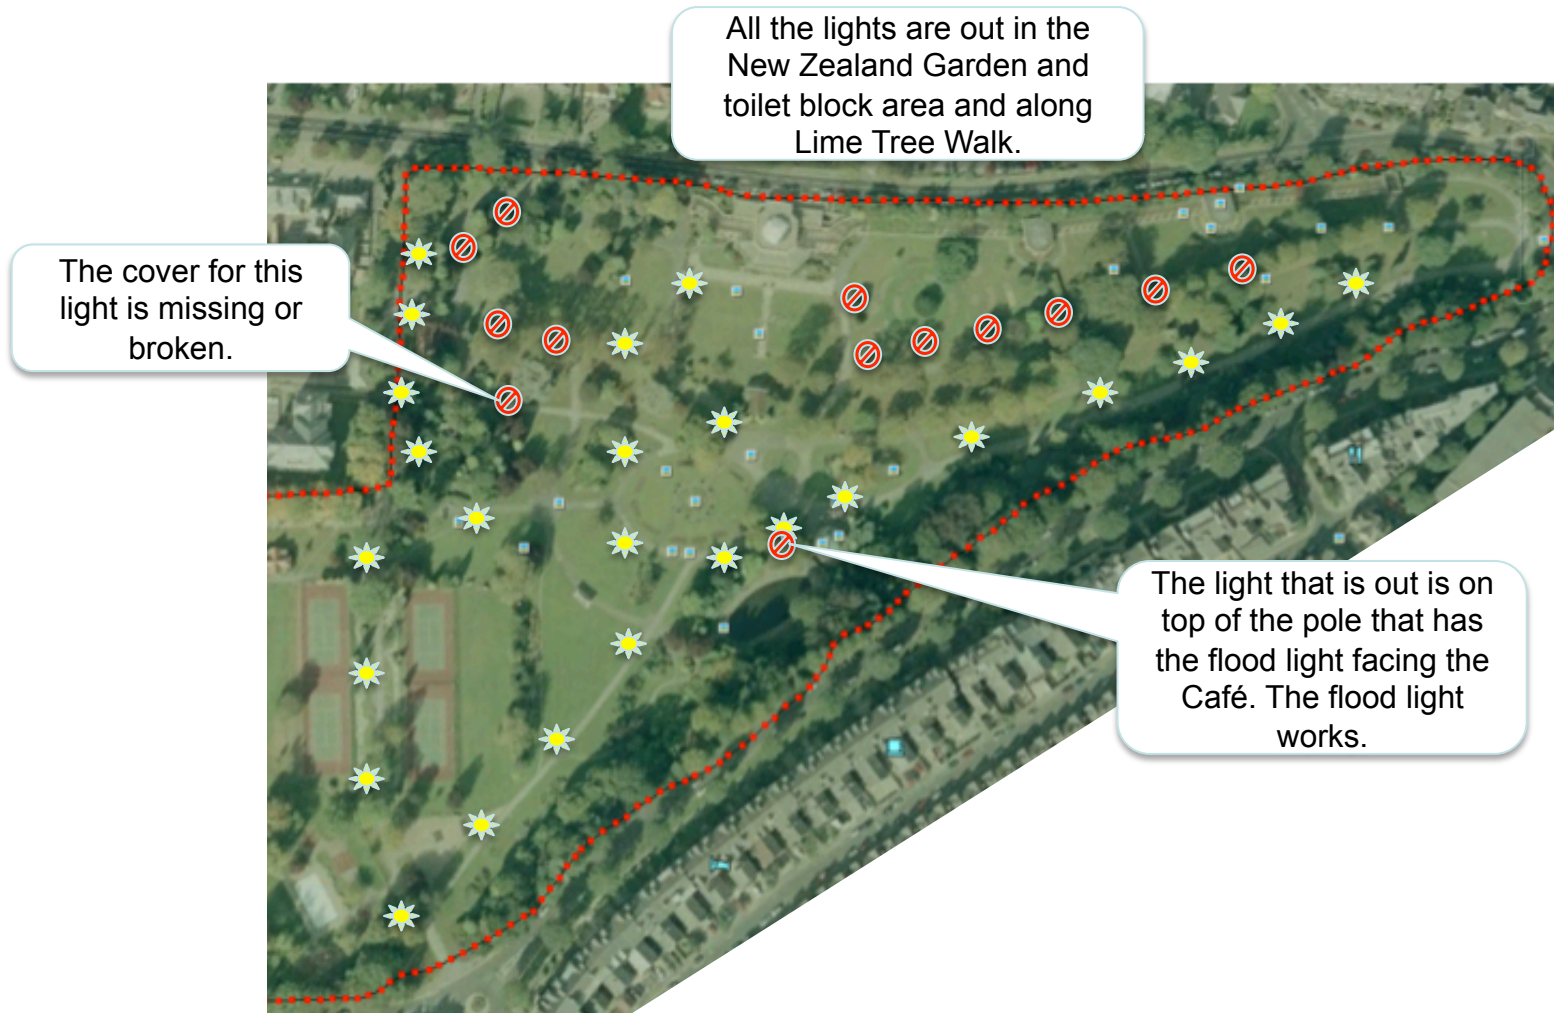 All the lights are out in the
New Zealand Garden and
toilet block area and along
Lime Tree Walk.
The cover for this
light is missing or
broken.
The light that is out is on
top of the pole that has
the flood light facing the
Café. The flood light
works.